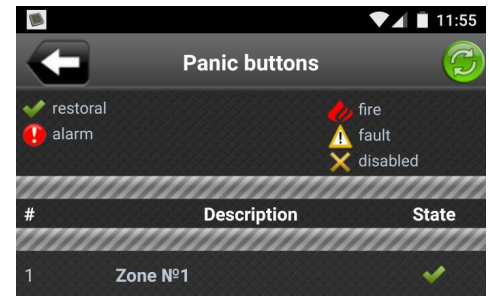 11:55
Panic buttons
restoral fire
alarm fault
disabled
# Description State
1 Zone №1